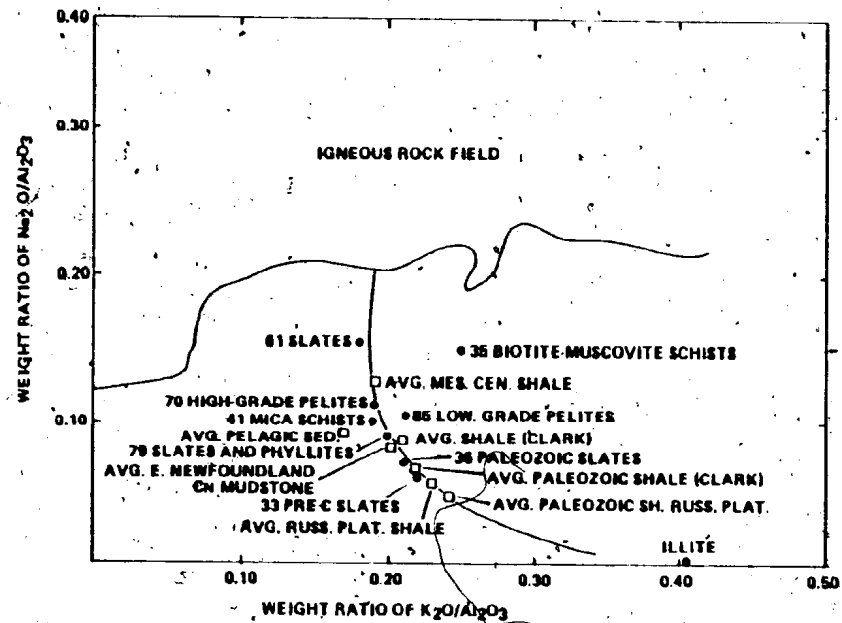 0.40
0.30
0.20
0.10
WEIGHT RATIO OF Na2O/Al2O3
IGNEOUS ROCK FIELD
61 SLATES
35 BIOTITE-MUSCOVITE SCHISTS
AVG. MES. CEN. SHALE
70 HIGH-GRADE PELITES
85 LOW. GRADE PELITES
41 MICA SCHISTS
AVG. PELAGIC SED.
AVG. SHALE (CLARK)
79 SLATES AND PHYLLITES
36 PALEOZOIC SLATES
AVG. E. NEWFOUNDLAND
Cn MUDSTONE
AVG. PALEOZOIC SHALE (CLARK)
33 PRE-C SLATES
AVG. PALEOZOIC SH. RUSS. PLAT.
AVG. RUSS. PLAT. SHALE
ILLITE
0.10 0.20 0.30 0.40 0.50
WEIGHT RATIO OF K2O/Al2O3